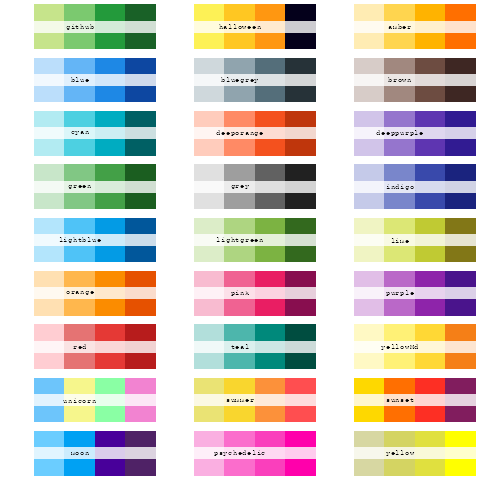 github halloween amber
blue bluegrey brown
cyan deeporange deeppurple
green grey indigo
lightblue lightgreen lime
orange pink purple
red teal yellowMd
unicorn summer sunset
moon psychedelic yellow